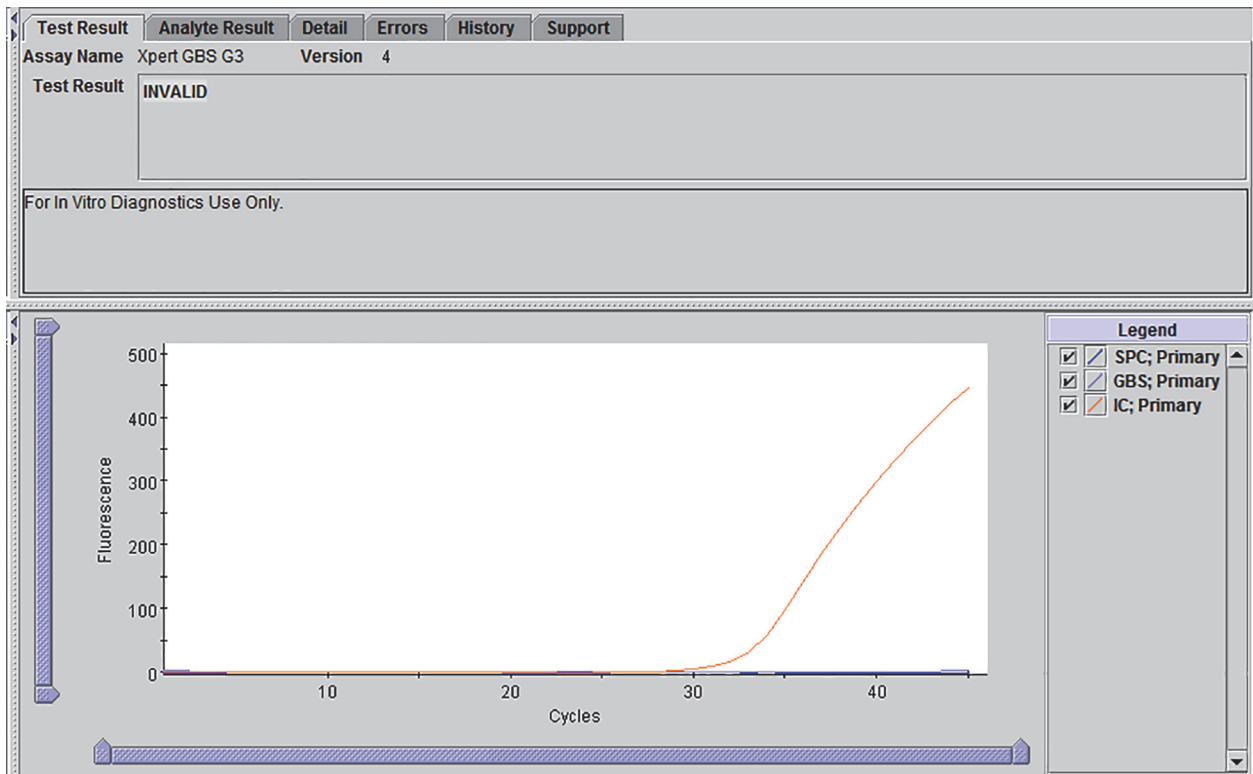 Test Result Analyte Result Detail Errors History Support
Assay Name Xpert GBS G3 Version 4
Test Result INVALID
For In Vitro Diagnostics Use Only.
Legend
SPC; Primary
GBS; Primary
IC; Primary
500
400
300
200
100
0
Fluorescence
10 20 30 40
Cycles